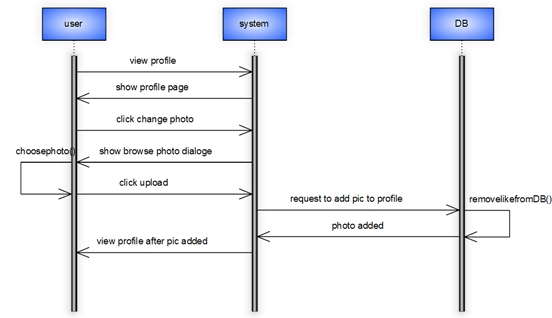 user
system
DB
view profile
show profile page
click change photo
choosephoto()
show browse photo dialoge
click upload
request to add pic to profile
removelikefromDB()
photo added
view profile after pic added